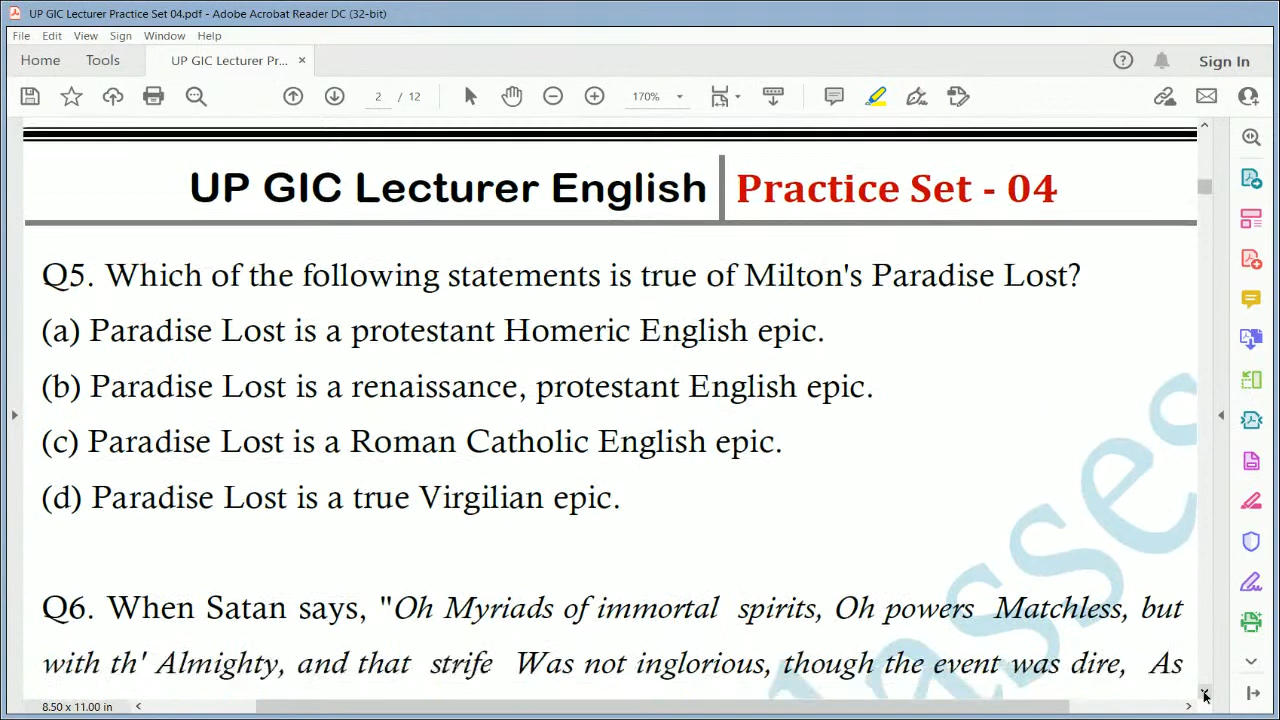 UP GIC Lecturer Practice Set 04.pdf - Adobe Acrobat Reader DC (32-bit)
File Edit View Sign Window Help
Home Tools UP GIC Lecturer Pr... × Sign In
2 / 12 170%
UP GIC Lecturer English Practice Set - 04
Q5. Which of the following statements is true of Milton's Paradise Lost?
(a) Paradise Lost is a protestant Homeric English epic.
(b) Paradise Lost is a renaissance, protestant English epic.
(c) Paradise Lost is a Roman Catholic English epic.
(d) Paradise Lost is a true Virgilian epic.
Q6. When Satan says, "Oh Myriads of immortal spirits, Oh powers Matchless, but
with th' Almighty, and that strife Was not inglorious, though the event was dire, As
8.50 x 11.00 in